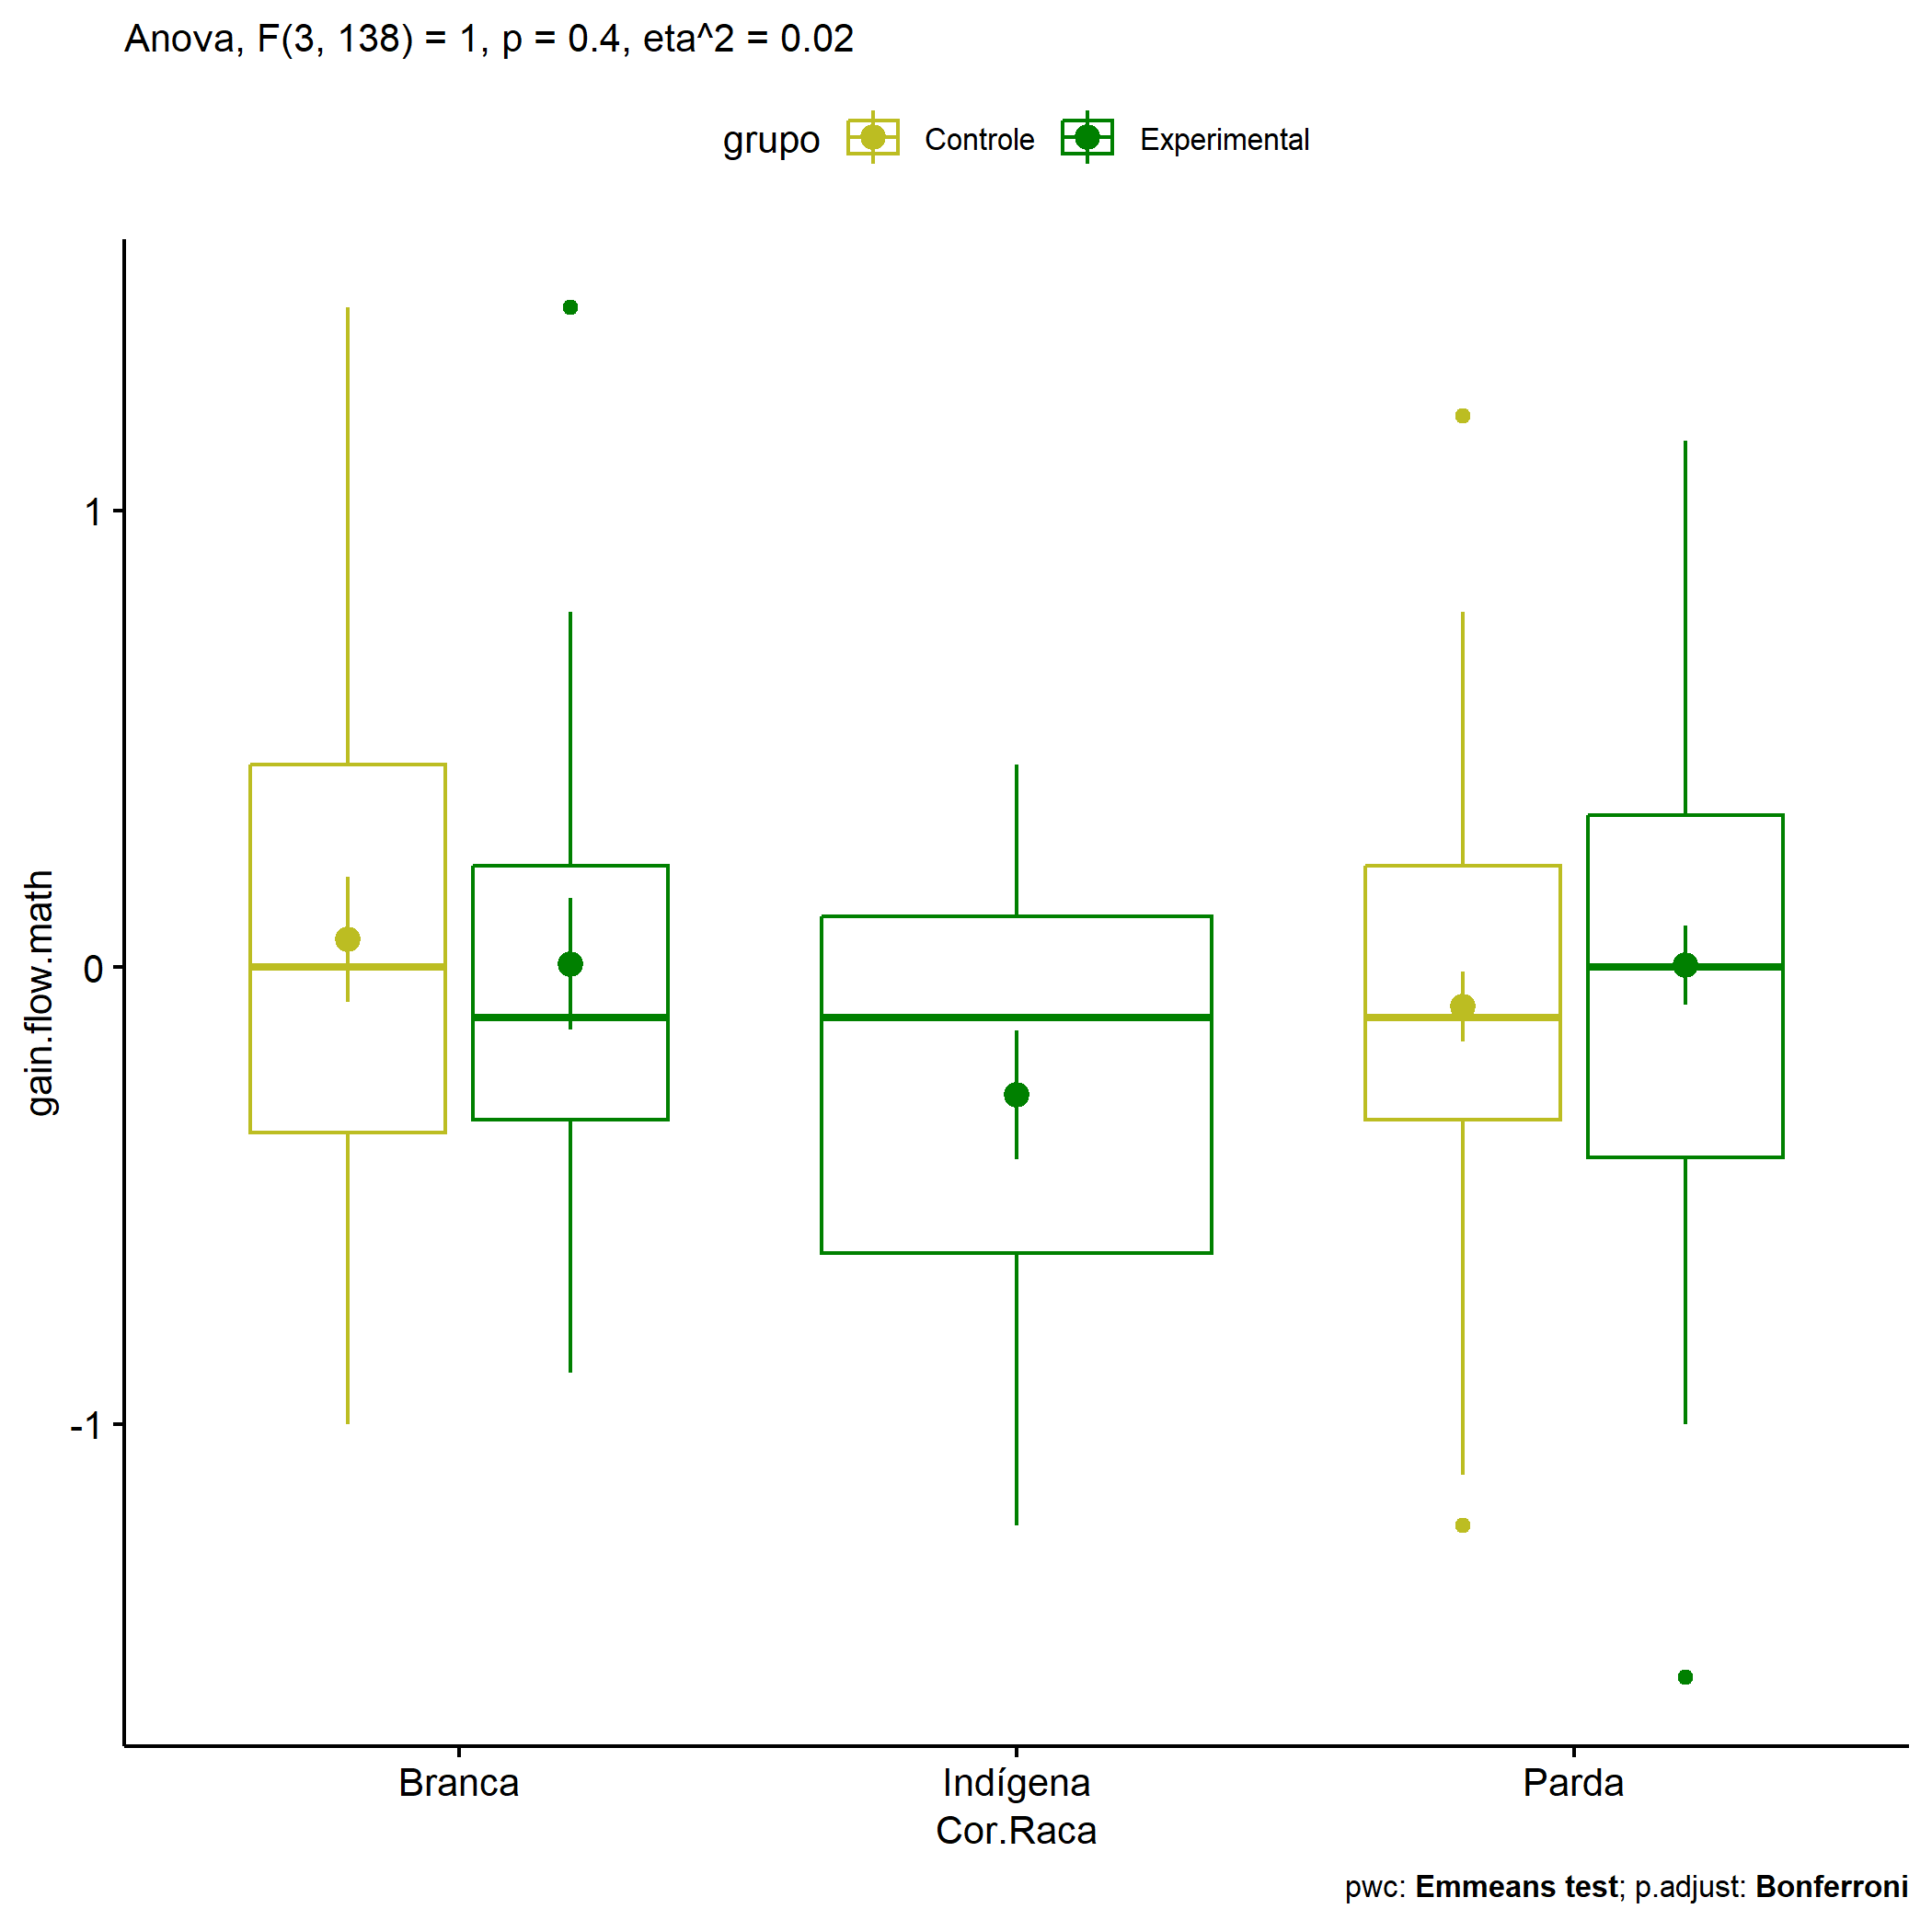 Anova, F(3, 138) = 1, p = 0.4, eta^2 = 0.02
grupo Controle Experimental
gain.flow.math
1
0
-1
Branca Indígena Parda
Cor.Raca
pwc: Emmeans test; p.adjust: Bonferroni